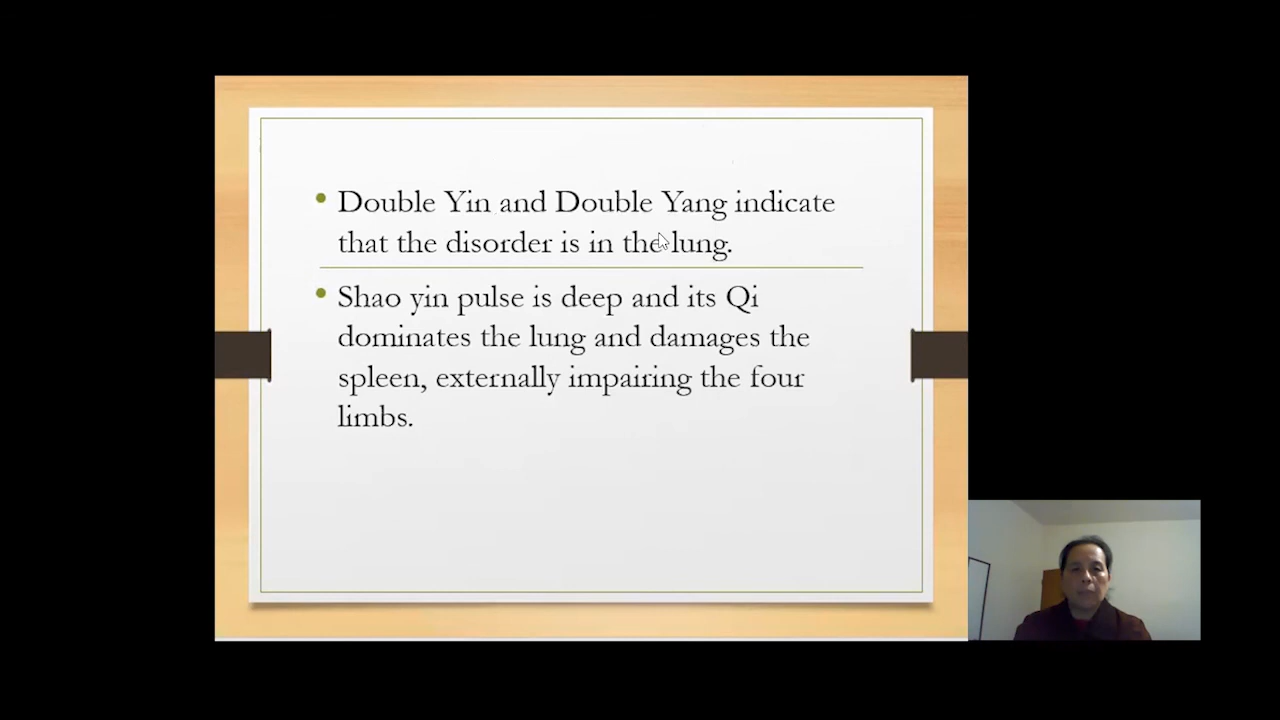 Double Yin and Double Yang indicate
that the disorder is in the lung.
Shao yin pulse is deep and its Qi
dominates the lung and damages the
spleen, externally impairing the four
limbs.